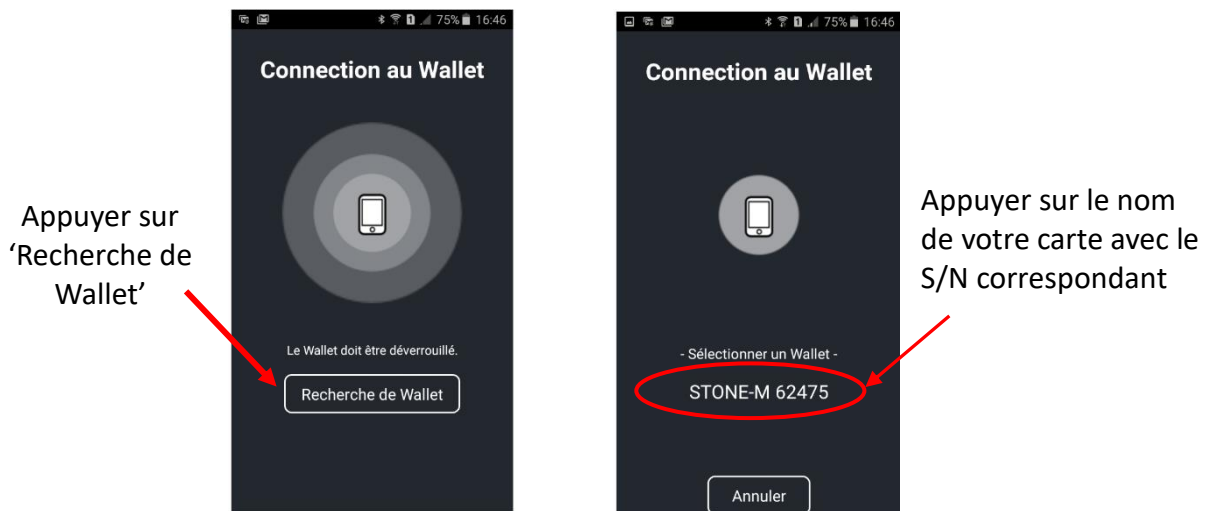 75% 16:46
Connection au Wallet
Appuyer sur
‘Recherche de
Wallet’
Le Wallet doit être déverrouillé.
Recherche de Wallet
75% 16:46
Connection au Wallet
- Sélectionner un Wallet -
STONE-M 62475
Annuler
Appuyer sur le nom
de votre carte avec le
S/N correspondant